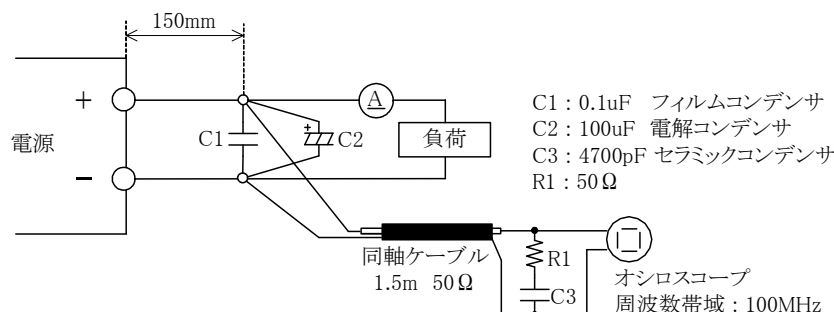 150mm
+
A
C1 : 0.1uF フィルムコンデンサ
C2 : 100uF 電解コンデンサ
C3 : 4700pF セラミックコンデンサ
R1 : 50Ω
電源
C1
+
C2
負荷
−
同軸ケーブル
1.5m 50Ω
R1
C3
オシロスコープ
周波数帯域 : 100MHz